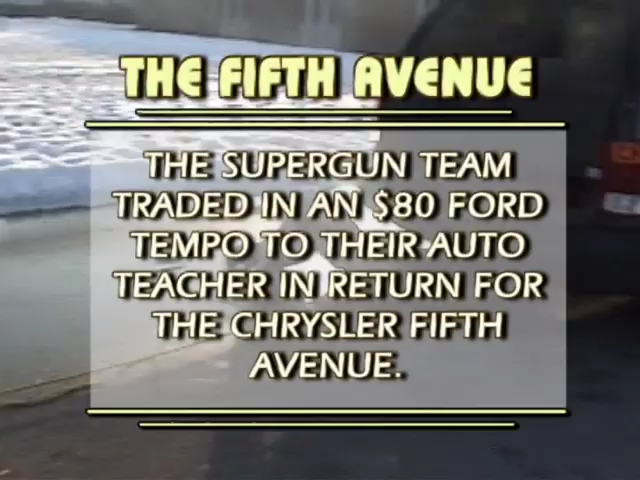 THE FIFTH AVENUE
THE SUPERGUN TEAM
TRADED IN AN $80 FORD
TEMPO TO THEIR AUTO
TEACHER IN RETURN FOR
THE CHRYSLER FIFTH
AVENUE.